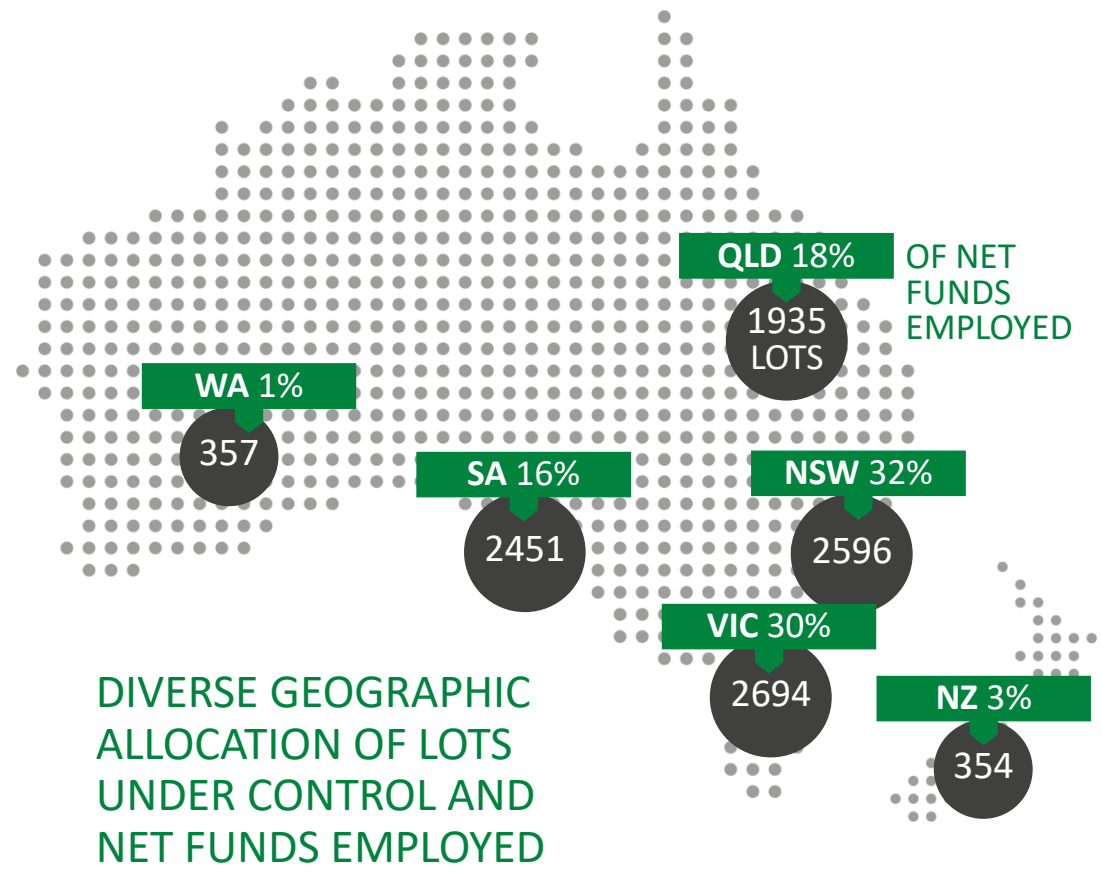 QLD 18%
OF NET
FUNDS
EMPLOYED
1935
LOTS
WA 1%
357
SA 16%
2451
NSW 32%
2596
VIC 30%
2694
NZ 3%
354
DIVERSE GEOGRAPHIC
ALLOCATION OF LOTS
UNDER CONTROL AND
NET FUNDS EMPLOYED